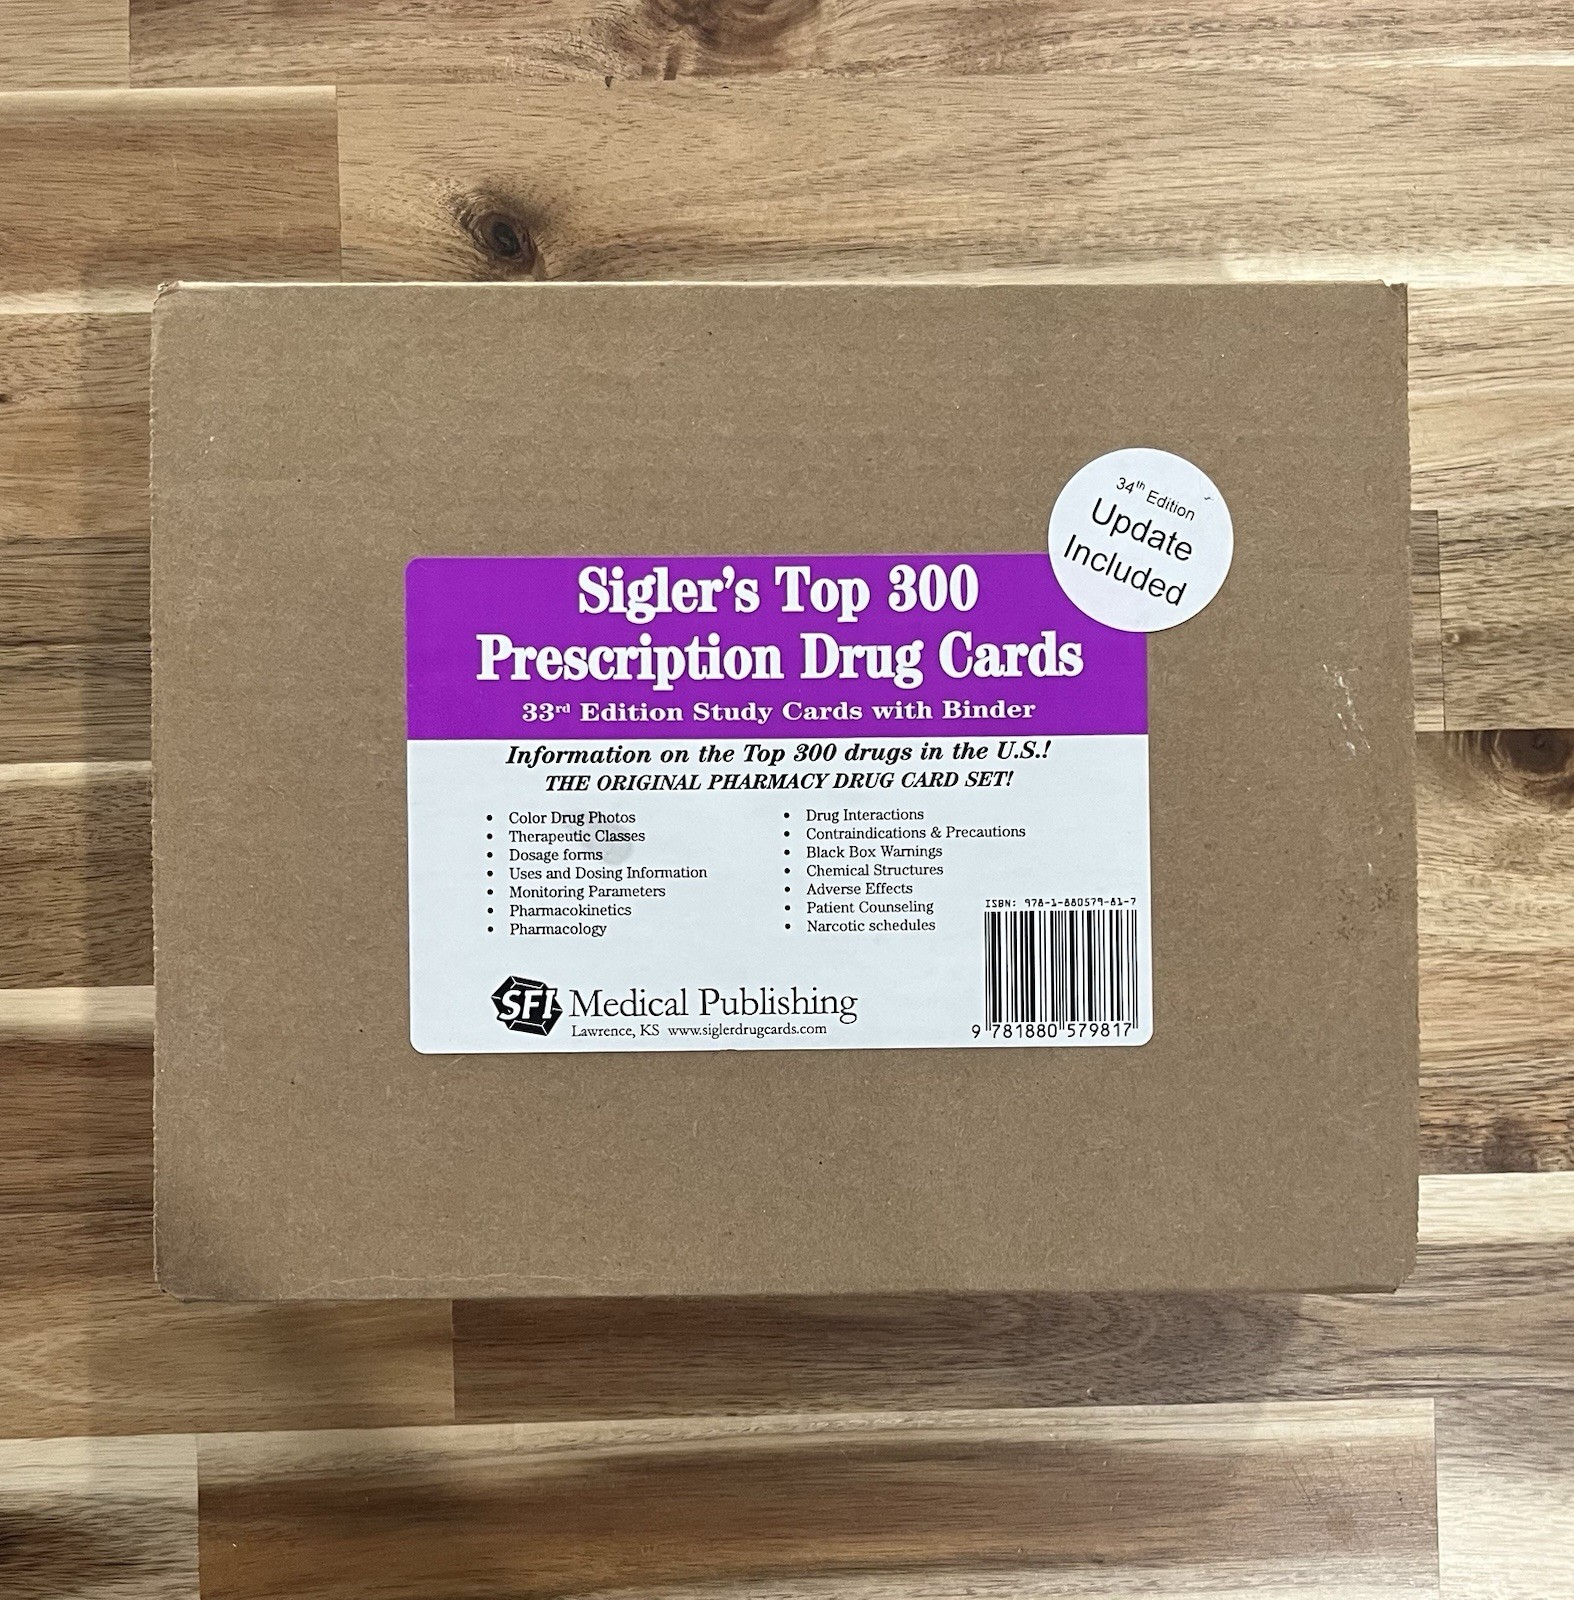 34th Edition
Update
Included
Sigler's Top 300
Prescription Drug Cards
33rd Edition Study Cards with Binder
Information on the Top 300 drugs in the U.S.!
THE ORIGINAL PHARMACY DRUG CARD SET!
• Color Drug Photos
• Therapeutic Classes
• Dosage forms
• Uses and Dosing Information
• Monitoring Parameters
• Pharmacokinetics
• Pharmacology
• Drug Interactions
• Contraindications & Precautions
• Black Box Warnings
• Chemical Structures
• Adverse Effects
• Patient Counseling
• Narcotic schedules
ISBN: 978-1-880579-81-7
9 781880 579817
SFI Medical Publishing
Lawrence, KS www.siglerdrugcards.com